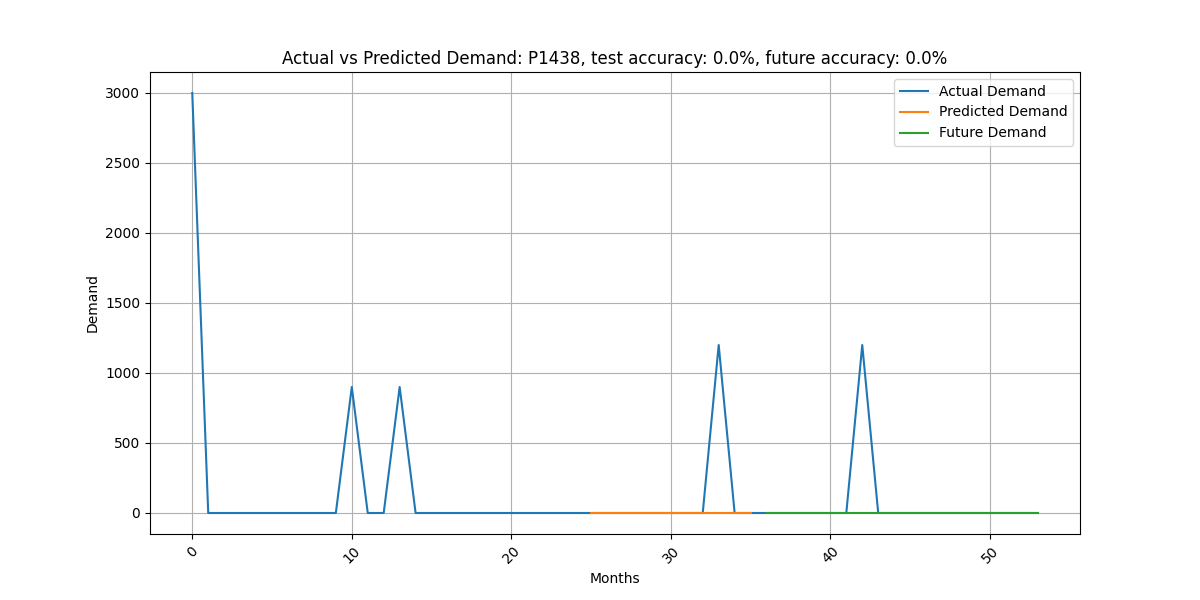 Actual vs Predicted Demand: P1438, test accuracy: 0.0%, future accuracy: 0.0%
Actual Demand
Predicted Demand
Future Demand
3000
2500
2000
1500
1000
500
0
Demand
0 10 20 30 40 50
Months